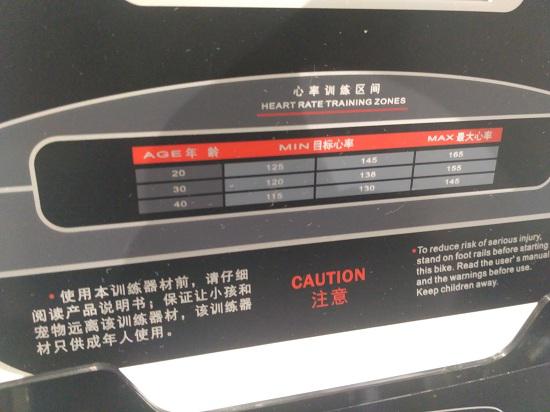 心率训练区间
HEART RATE TRAINING ZONES
AGE 年 龄 MIN 目标心率 MAX 最大心率
20 125 145 165
30 120 138 155
40 115 130 145
• 使用本训练器材前，请仔细
阅读产品说明书；保证让小孩和
宠物远离该训练器材，该训练器
材只供成年人使用。
CAUTION
注意
• To reduce risk of serious injury,
stand on foot rails before starting
this bike. Read the user's manual
and the warnings before use.
Keep children away.